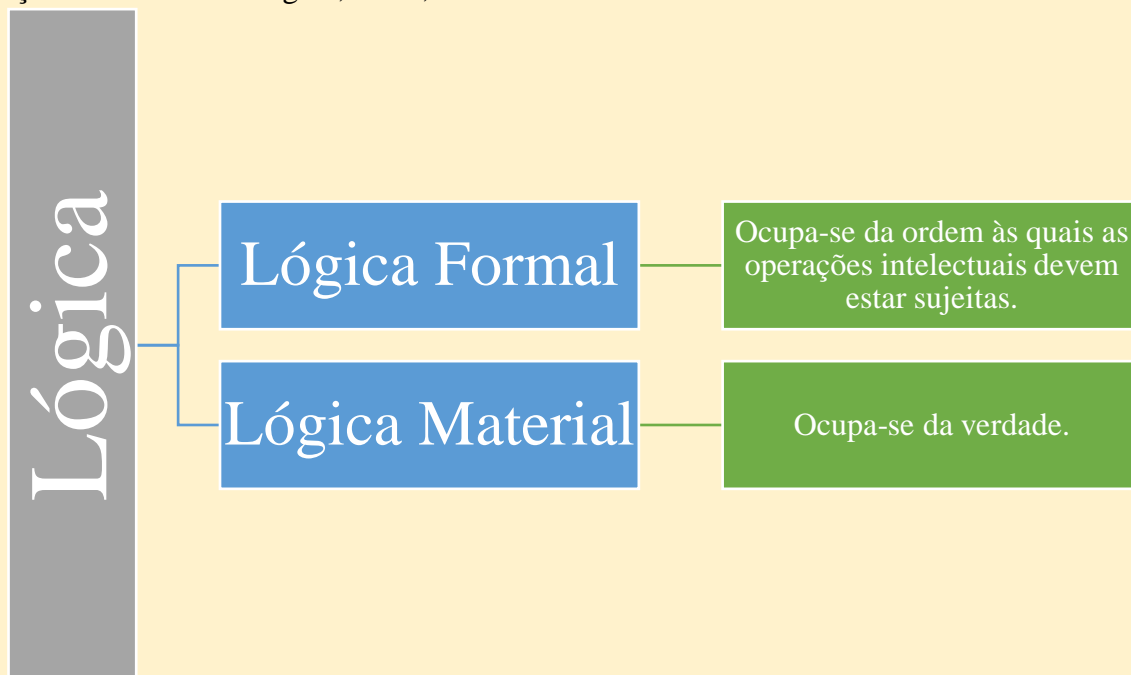 Lógica
Lógica Formal
Ocupa-se da ordem às quais as
operações intelectuais devem
estar sujeitas.
Lógica Material
Ocupa-se da verdade.